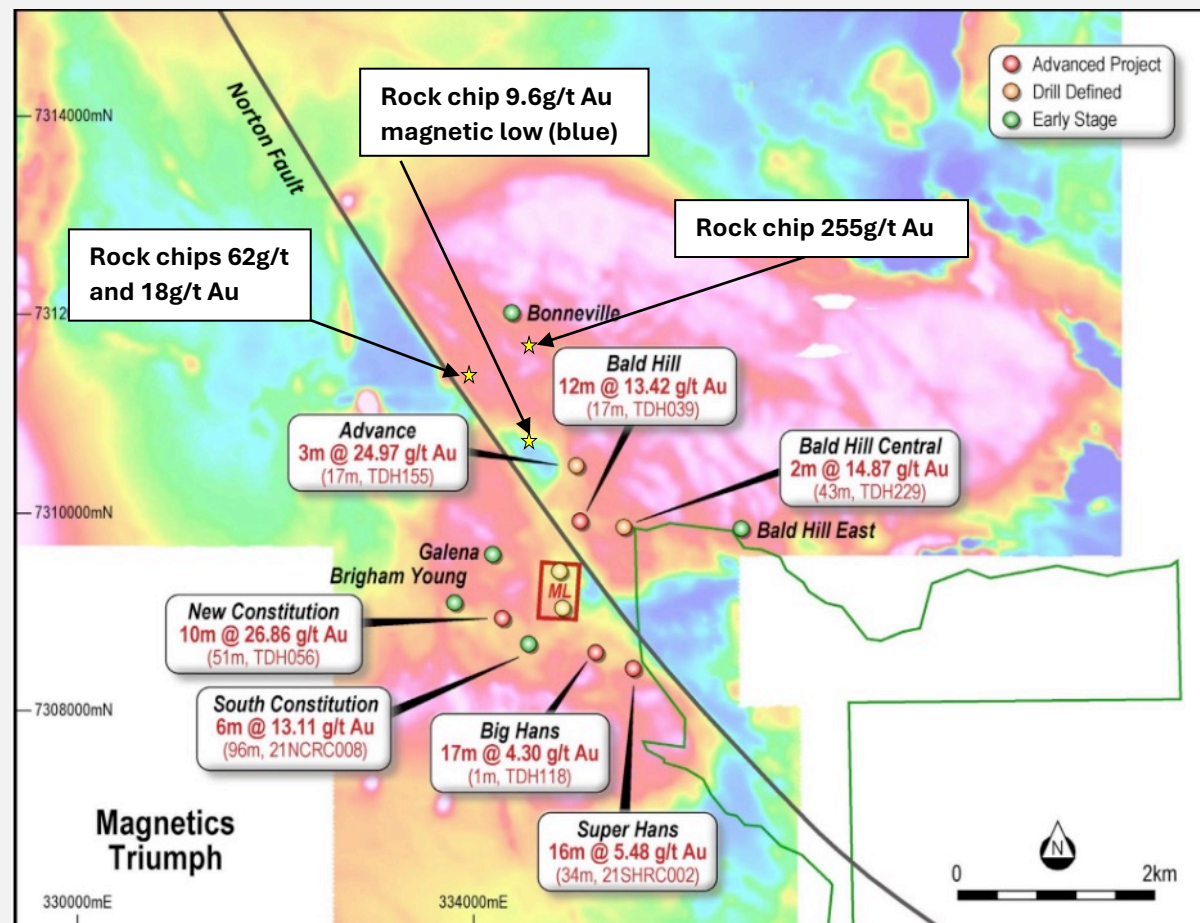 Advanced Project
Drill Defined
Early Stage
Norton Fault
Rock chip 9.6g/t Au
magnetic low (blue)
7314000mN
Rock chip 255g/t Au
Rock chips 62g/t
and 18g/t Au
7312
Bonneville
Bald Hill
12m @ 13.42 g/t Au
(17m, TDH039)
Advance
3m @ 24.97 g/t Au
(17m, TDH155)
Bald Hill Central
2m @ 14.87 g/t Au
(43m, TDH229)
7310000mN
Bald Hill East
Galena
Brigham Young
ML
New Constitution
10m @ 26.86 g/t Au
(51m, TDH056)
South Constitution
6m @ 13.11 g/t Au
(96m, 21NCRC008)
7308000mN
Big Hans
17m @ 4.30 g/t Au
(1m, TDH118)
Super Hans
16m @ 5.48 g/t Au
(34m, 21SHRC002)
Magnetics
Triumph
N
0 2km
330000mE
334000mE